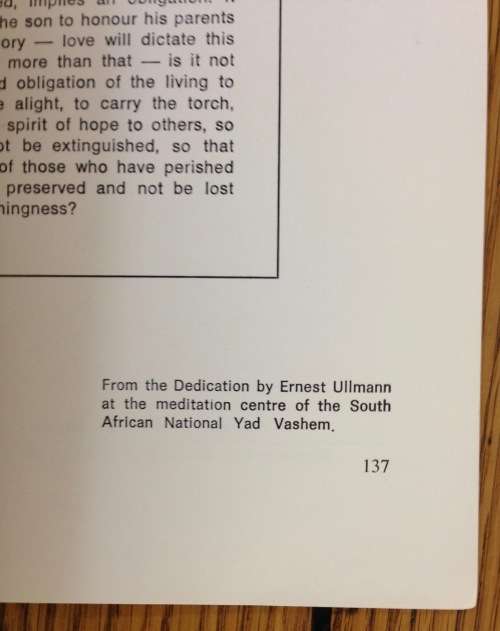 implies an obligation.
he son to honour his parents
ory — love will dictate this
more than that — is it not
d obligation of the living to
e alight, to carry the torch,
spirit of hope to others, so
ot be extinguished, so that
of those who have perished
preserved and not be lost
hingness?
From the Dedication by Ernest Ullmann
at the meditation centre of the South
African National Yad Vashem.
137